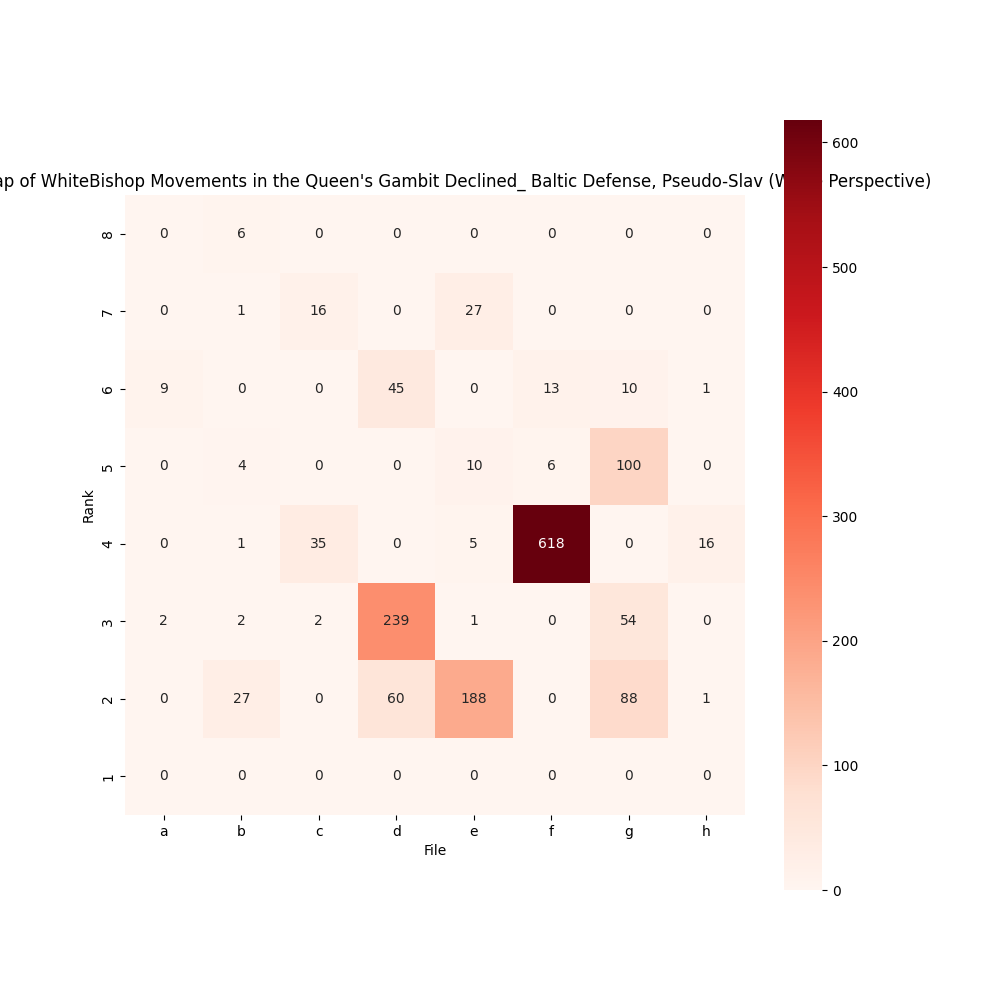 ap of WhiteBishop Movements in the Queen's Gambit Declined_ Baltic Defense, Pseudo-Slav (W Perspective)
600
500
400
300
200
100
0
Rank
8 0 6 0 0 0 0 0 0
7 0 1 16 0 27 0 0 0
6 9 0 0 45 0 13 10 1
5 0 4 0 0 10 6 100 0
4 0 1 35 0 5 618 0 16
3 2 2 2 239 1 0 54 0
2 0 27 0 60 188 0 88 1
1 0 0 0 0 0 0 0 0
a b c d e f g h
File